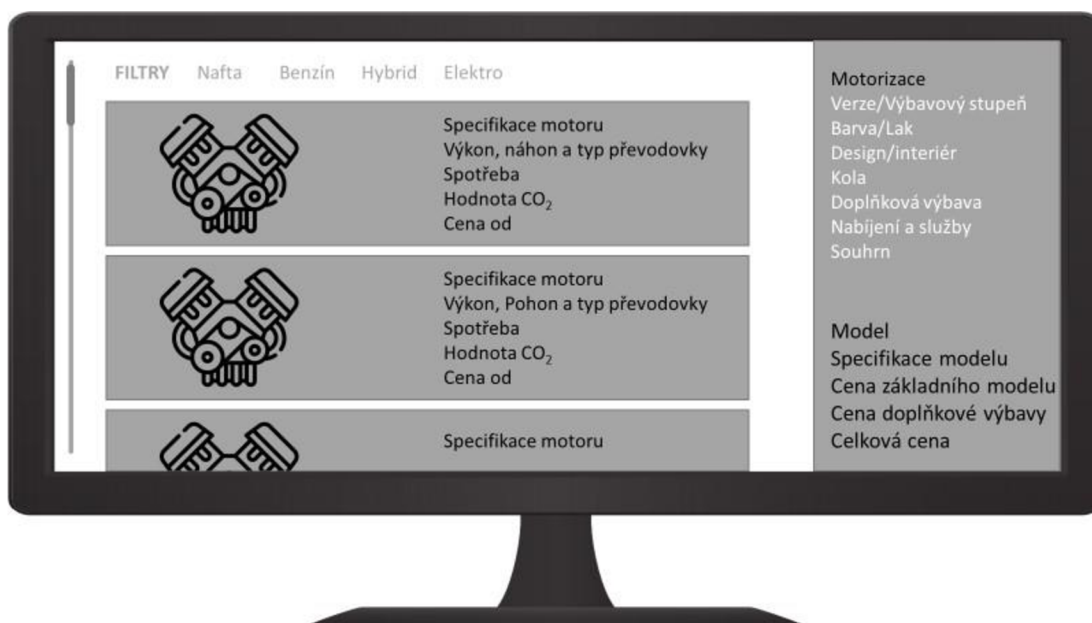 FILTRY Nafta Benzín Hybrid Elektro
Specifikace motoru
Výkon, náhon a typ převodovky
Spotřeba
Hodnota CO₂
Cena od
Specifikace motoru
Výkon, Pohon a typ převodovky
Spotřeba
Hodnota CO₂
Cena od
Specifikace motoru
Motorizace
Verze/Výbavový stupeň
Barva/Lak
Design/interiér
Kola
Doplňková výbava
Nabíjení a služby
Souhrn
Model
Specifikace modelu
Cena základního modelu
Cena doplňkové výbavy
Celková cena